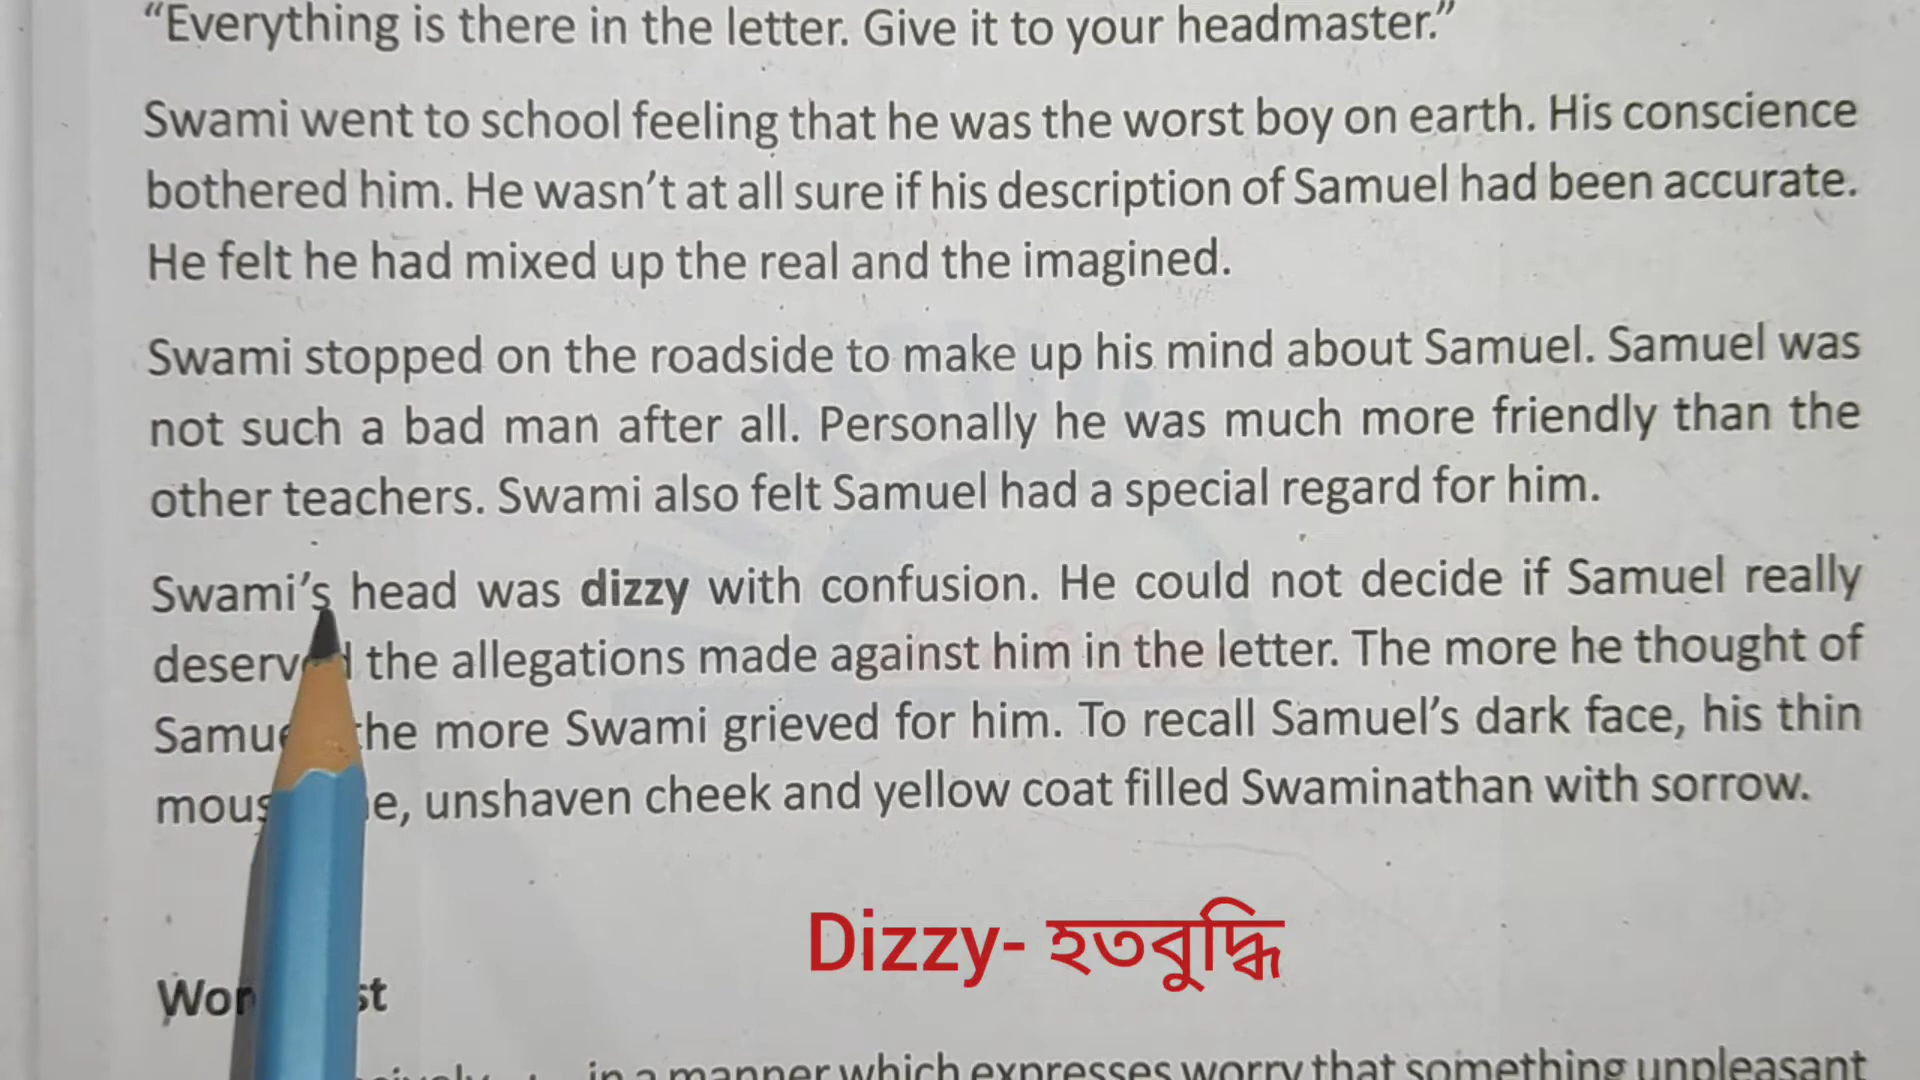 “Everything is there in the letter. Give it to your headmaster.”
Swami went to school feeling that he was the worst boy on earth. His conscience
bothered him. He wasn’t at all sure if his description of Samuel had been accurate.
He felt he had mixed up the real and the imagined.
Swami stopped on the roadside to make up his mind about Samuel. Samuel was
not such a bad man after all. Personally he was much more friendly than the
other teachers. Swami also felt Samuel had a special regard for him.
Swami’s head was dizzy with confusion. He could not decide if Samuel really
the allegations made against him in the letter. The more he thought of
the more Swami grieved for him. To recall Samuel’s dark face, his thin
unshaven cheek and yellow coat filled Swaminathan with sorrow.
Dizzy- হতবুদ্ধি
in a manner which expresses worry that something unpleasant